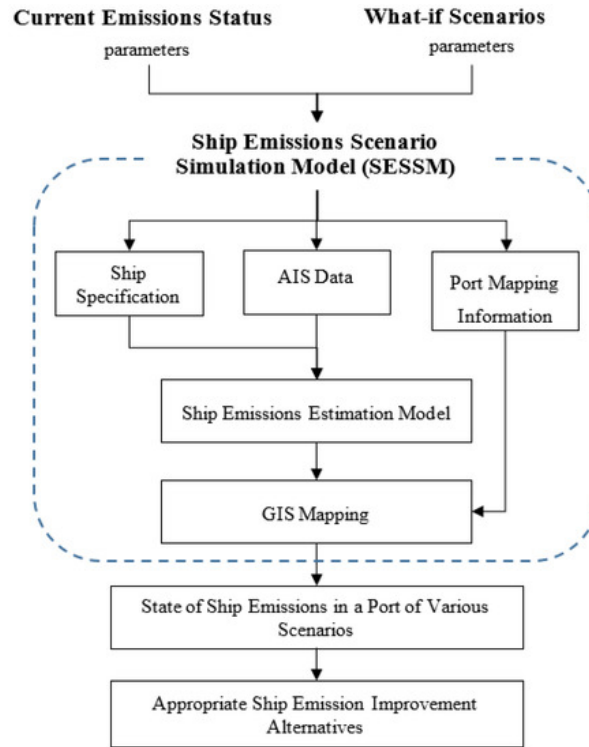 Current Emissions Status
What-if Scenarios
parameters
parameters
Ship Emissions Scenario
Simulation Model (SESSM)
Ship
Specification
AIS Data
Port Mapping
Information
Ship Emissions Estimation Model
GIS Mapping
State of Ship Emissions in a Port of Various
Scenarios
Appropriate Ship Emission Improvement
Alternatives